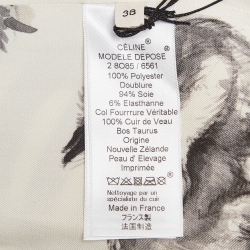 38
CÉLINE
MODELE DEPOSE
2 8O85 / 6561
100% Polyester
Doublure
94% Soie
6% Elasthanne
Col Fourrrure Véritable
100% Cuir de Veau
Bos Taurus
Origine
Nouvelle Zélande
Peau d' Elevage
Imprimée
Nettoyage par un
spécialiste du cuir
Made in France
フランス製
法国制造